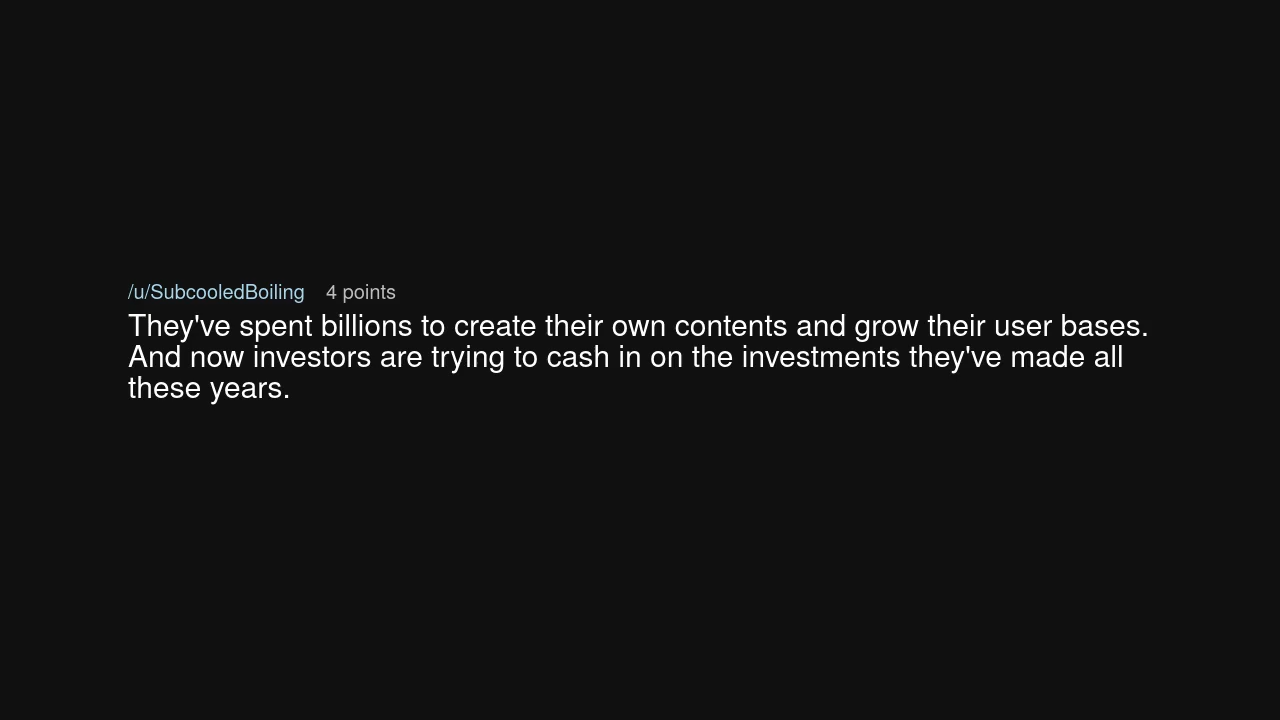 /u/SubcooledBoiling 4 points
They've spent billions to create their own contents and grow their user bases.
And now investors are trying to cash in on the investments they've made all
these years.